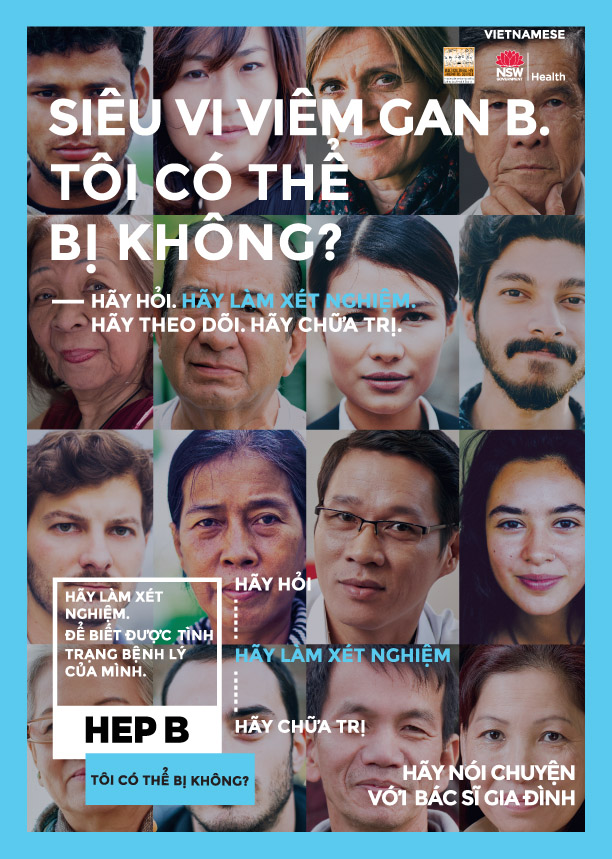 VIETNAMESE
NSW
GOVERNMENT
Health
SIÊU VI VIÊM GAN B.
TÔI CÓ THỂ
BỊ KHÔNG?
HÃY HỎI. HÃY LÀM XÉT NGHIỆM.
HÃY THEO DÕI. HÃY CHỮA TRỊ.
HÃY LÀM XÉT
NGHIỆM.
ĐỂ BIẾT ĐƯỢC TÌNH
TRẠNG BỆNH LÝ
CỦA MÌNH.
HEP B
TÔI CÓ THỂ BỊ KHÔNG?
HÃY HỎI
HÃY LÀM XÉT NGHIỆM
HÃY CHỮA TRỊ
HÃY NÓI CHUYỆN
VỚI BÁC SĨ GIA ĐÌNH